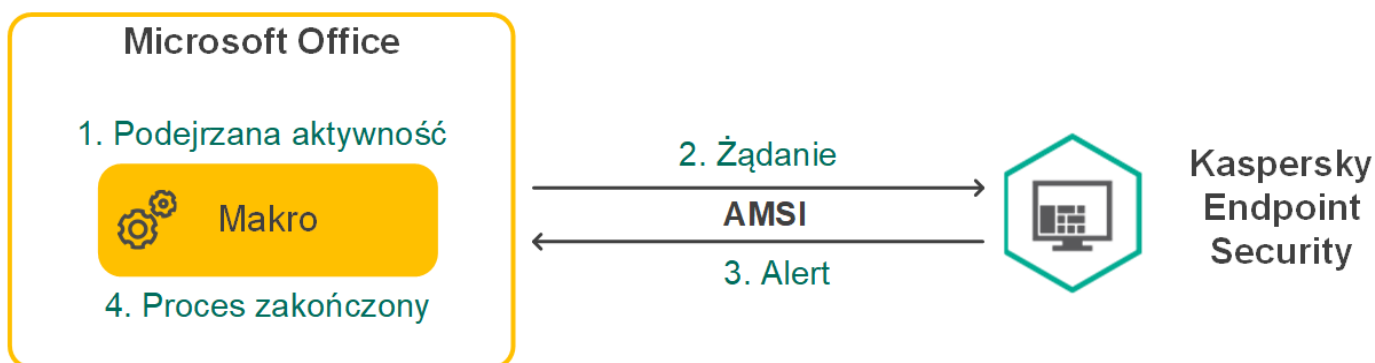 Microsoft Office
1. Podejrzana aktywność
Makro
4. Proces zakończony
2. Żądanie
AMSI
3. Alert
Kaspersky
Endpoint
Security